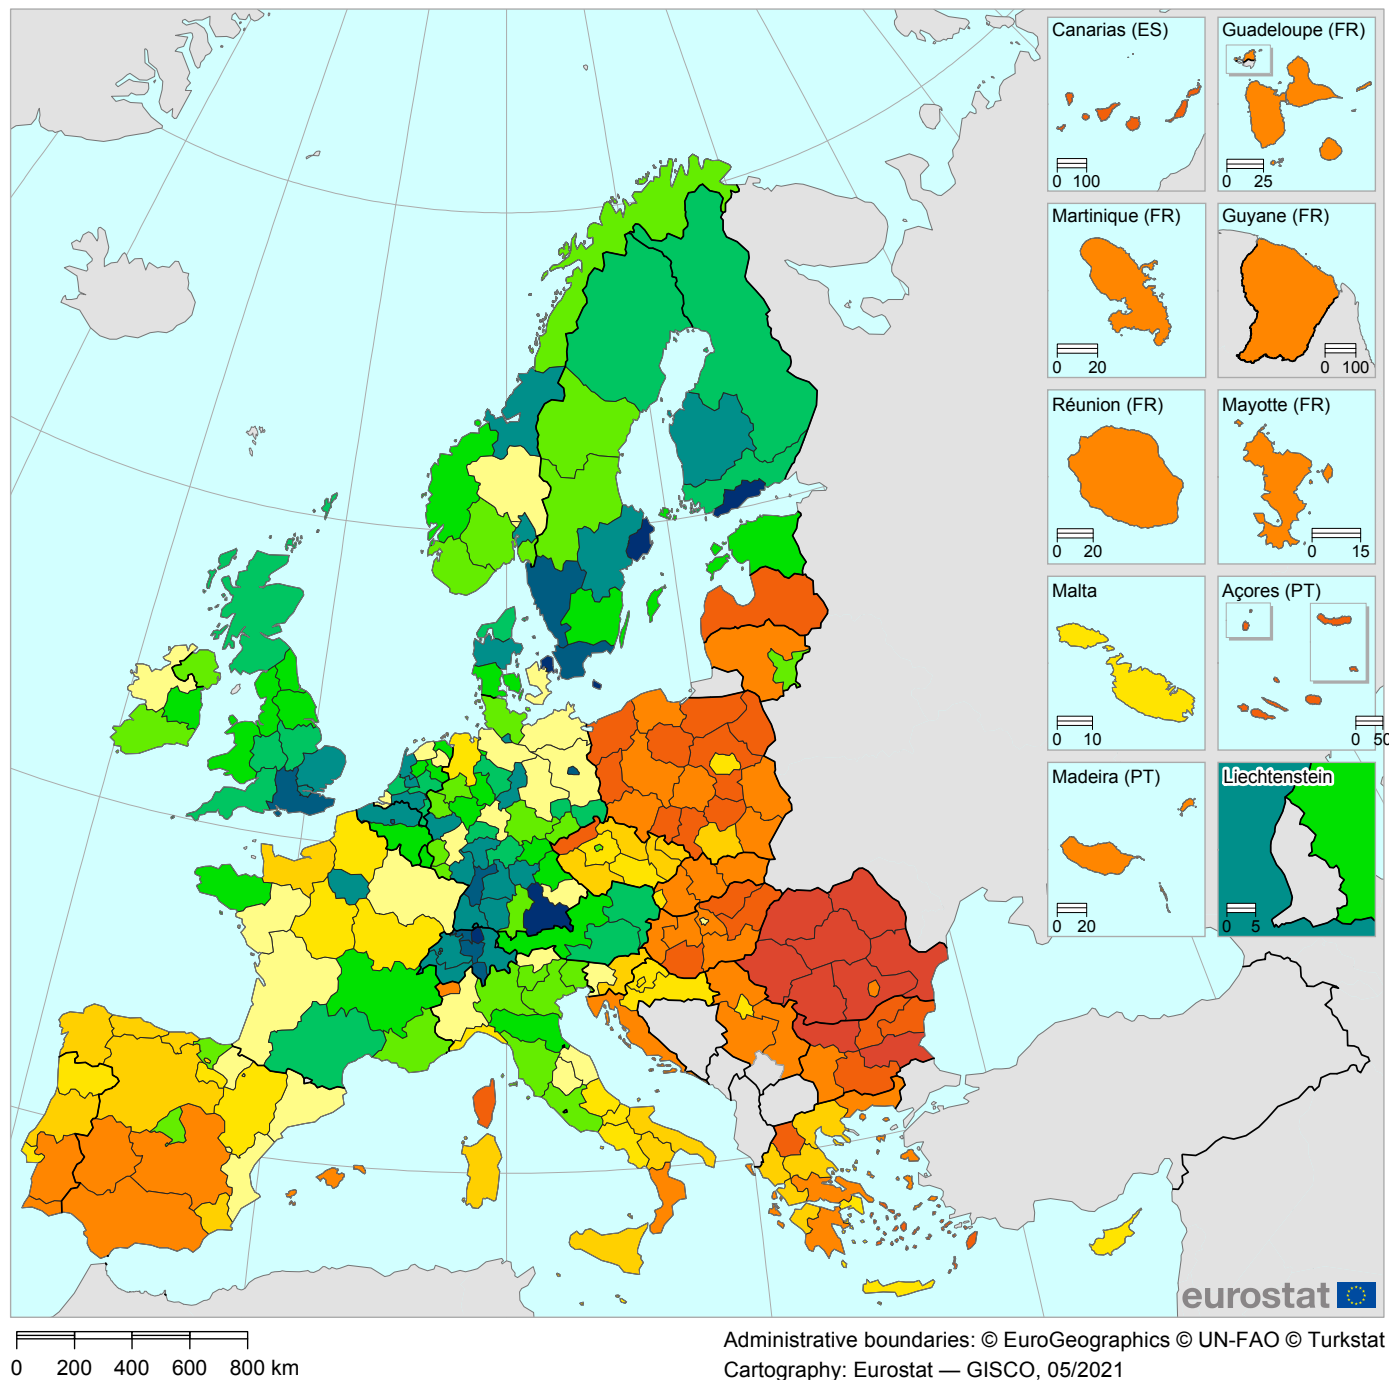 Canarias (ES)
0 100
Guadeloupe (FR)
0 25
Martinique (FR)
0 20
Guyane (FR)
0 100
Réunion (FR)
0 20
Mayotte (FR)
0 15
Malta
0 10
Açores (PT)
0 50
Madeira (PT)
0 20
Liechtenstein
0 5
eurostat
Administrative boundaries: © EuroGeographics © UN-FAO © Turkstat
Cartography: Eurostat — GISCO, 05/2021
0 200 400 600 800 km